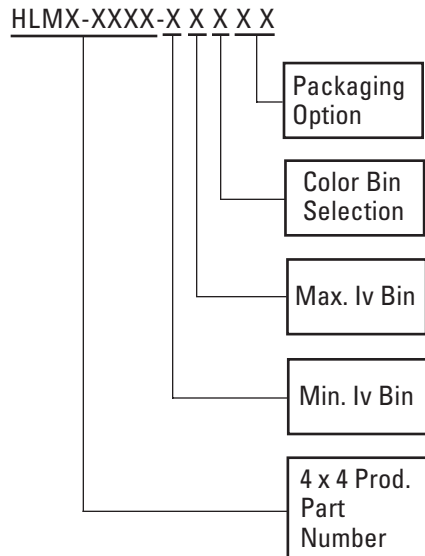 HLMX-XXXX-X X X X X
Packaging
Option
Color Bin
Selection
Max. Iv Bin
Min. Iv Bin
4 x 4 Prod.
Part
Number